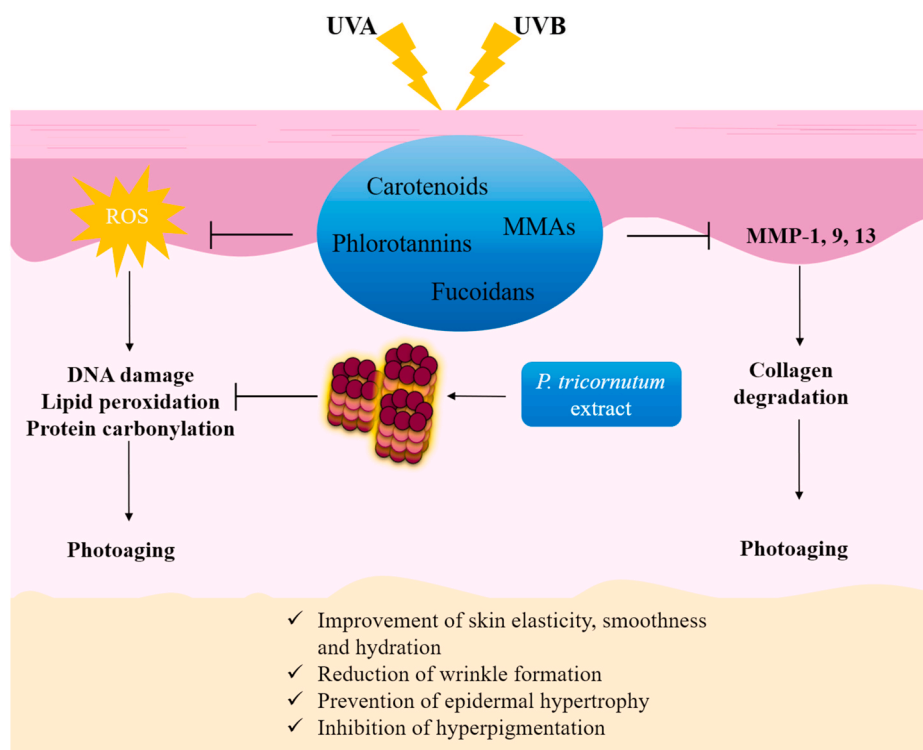 UVA
UVB
Carotenoids
ROS
MMAs
Phlorotannins
MMP-1, 9, 13
Fucoidans
DNA damage
Lipid peroxidation
Protein carbonylation
P. tricornutum
extract
Collagen
degradation
Photoaging
Photoaging
✓ Improvement of skin elasticity, smoothness
and hydration
✓ Reduction of wrinkle formation
✓ Prevention of epidermal hypertrophy
✓ Inhibition of hyperpigmentation